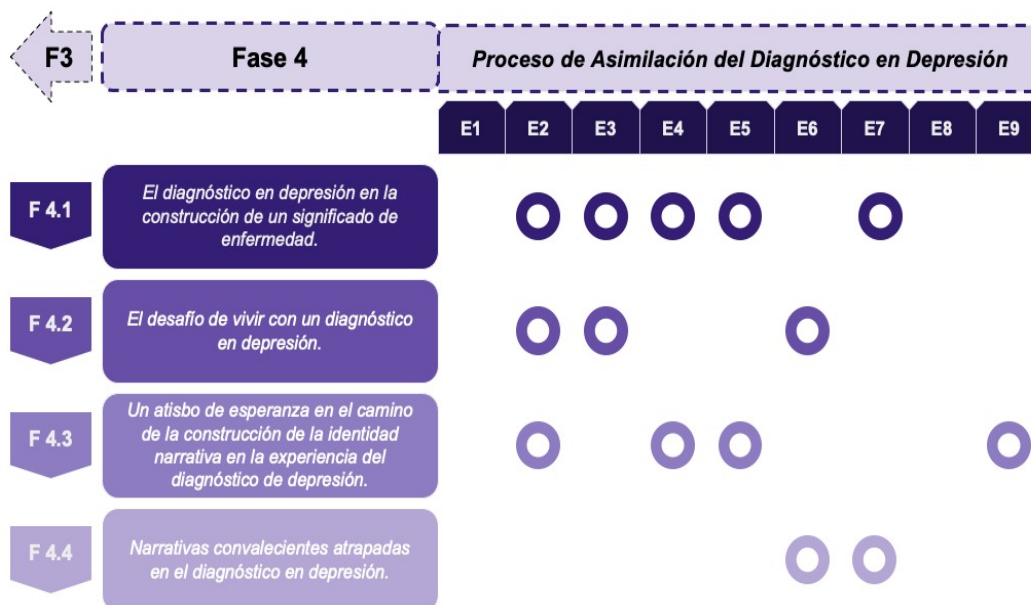 F3
Fase 4
Proceso de Asimilación del Diagnóstico en Depresión
E1 E2 E3 E4 E5 E6 E7 E8 E9
F 4.1
El diagnóstico en depresión en la
construcción de un significado de
enfermedad.
F 4.2
El desafío de vivir con un diagnóstico
en depresión.
F 4.3
Un atisbo de esperanza en el camino
de la construcción de la identidad
narrativa en la experiencia del
diagnóstico de depresión.
F 4.4
Narrativas convalecientes atrapadas
en el diagnóstico en depresión.